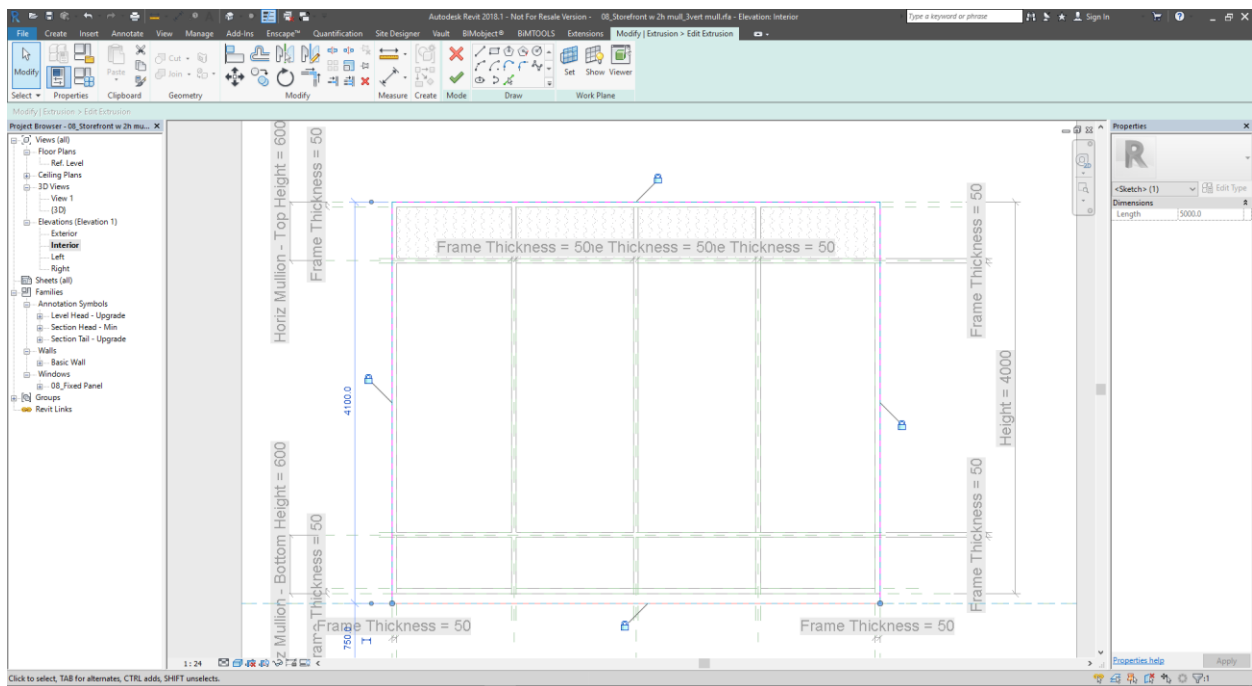 Autodesk Revit 2018.1 - Not For Resale Version - 08_Storefront w 2h mull_3vert mull.rfa - Elevation: Interior
Type a keyword or phrase
Sign In
File Create Insert Annotate View Manage Add-Ins Enscape™ Quantification Site Designer Vault BIMobject® BiMTOOLS Extensions Modify | Extrusion > Edit Extrusion
Modify
Paste
Cut
Join
Set Show Viewer
Select Properties Clipboard Geometry Modify Measure Create Mode Draw Work Plane
Modify | Extrusion > Edit Extrusion
Project Browser - 08_Storefront w 2h mu...
Views (all)
Floor Plans
Ref. Level
Ceiling Plans
3D Views
View 1
{3D}
Elevations (Elevation 1)
Exterior
Interior
Left
Right
Sheets (all)
Families
Annotation Symbols
Level Head - Upgrade
Section Head - Min
Section Tail - Upgrade
Walls
Basic Wall
Windows
08_Fixed Panel
Groups
Revit Links
Horiz Mullion - Top Height = 600
Frame Thickness = 50
Frame Thickness = 50ne Thickness = 50ne Thickness = 50
Frame Thickness = 50
4100.0
Height = 4000
z Mullion - Bottom Height = 600
ram Thickness = 50
Frame Thickness = 50
750.0
Frame Thickness = 50
Frame Thickness = 50
1 : 24
Properties
R
<Sketch> (1)
Edit Type
Dimensions
Length 5000.0
Properties help
Apply
Click to select, TAB for alternates, CTRL adds, SHIFT unselects.
:1